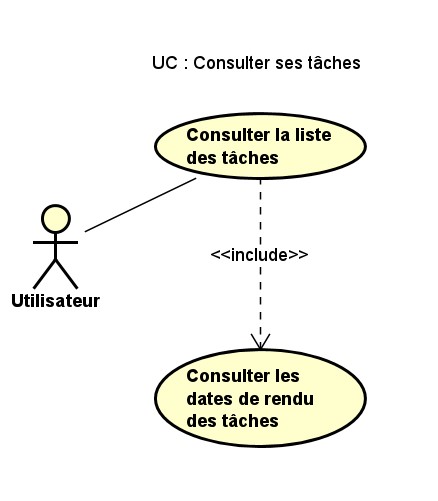 UC : Consulter ses tâches
Consulter la liste
des tâches
<<include>>
Utilisateur
Consulter les
dates de rendu
des tâches